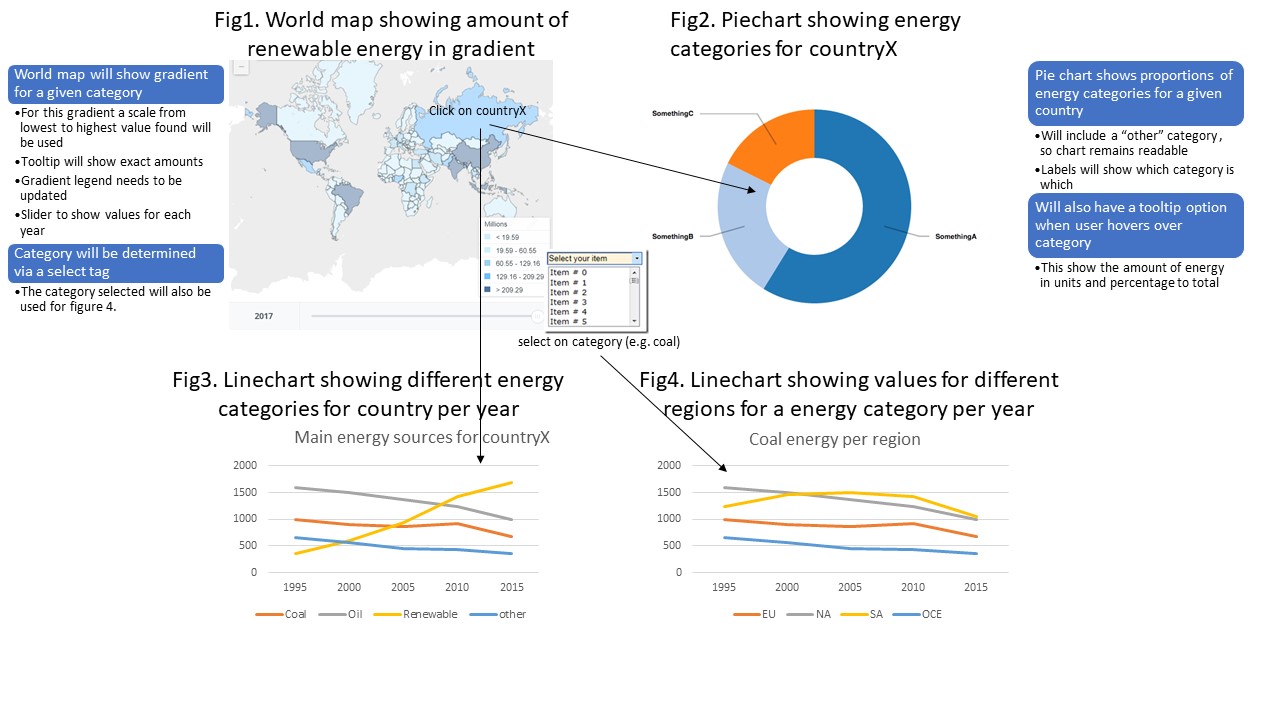 Fig1. World map showing amount of
renewable energy in gradient
Fig2. Piechart showing energy
categories for countryX
World map will show gradient
for a given category
•For this gradient a scale from
lowest to highest value found will
be used
•Tooltip will show exact amounts
•Gradient legend needs to be
updated
•Slider to show values for each
year
Category will be determined
via a select tag
•The category selected will also be
used for figure 4.
Click on countryX
Millions
< 19.59
19.59 - 60.55
60.55 - 129.16
129.16 - 209.29
> 209.29
2017
Select your item
Item # 0
Item # 1
Item # 2
Item # 3
Item # 4
Item # 5
select on category (e.g. coal)
SomethingC
SomethingB
SomethingA
Pie chart shows proportions of
energy categories for a given
country
•Will include a “other” category,
so chart remains readable
•Labels will show which category is
which
Will also have a tooltip option
when user hovers over
category
•This show the amount of energy
in units and percentage to total
Fig3. Linechart showing different energy
categories for country per year
Main energy sources for countryX
2000
1500
1000
500
0
1995 2000 2005 2010 2015
Coal Oil Renewable other
Fig4. Linechart showing values for different
regions for a energy category per year
Coal energy per region
2000
1500
1000
500
0
1995 2000 2005 2010 2015
EU NA SA OCE